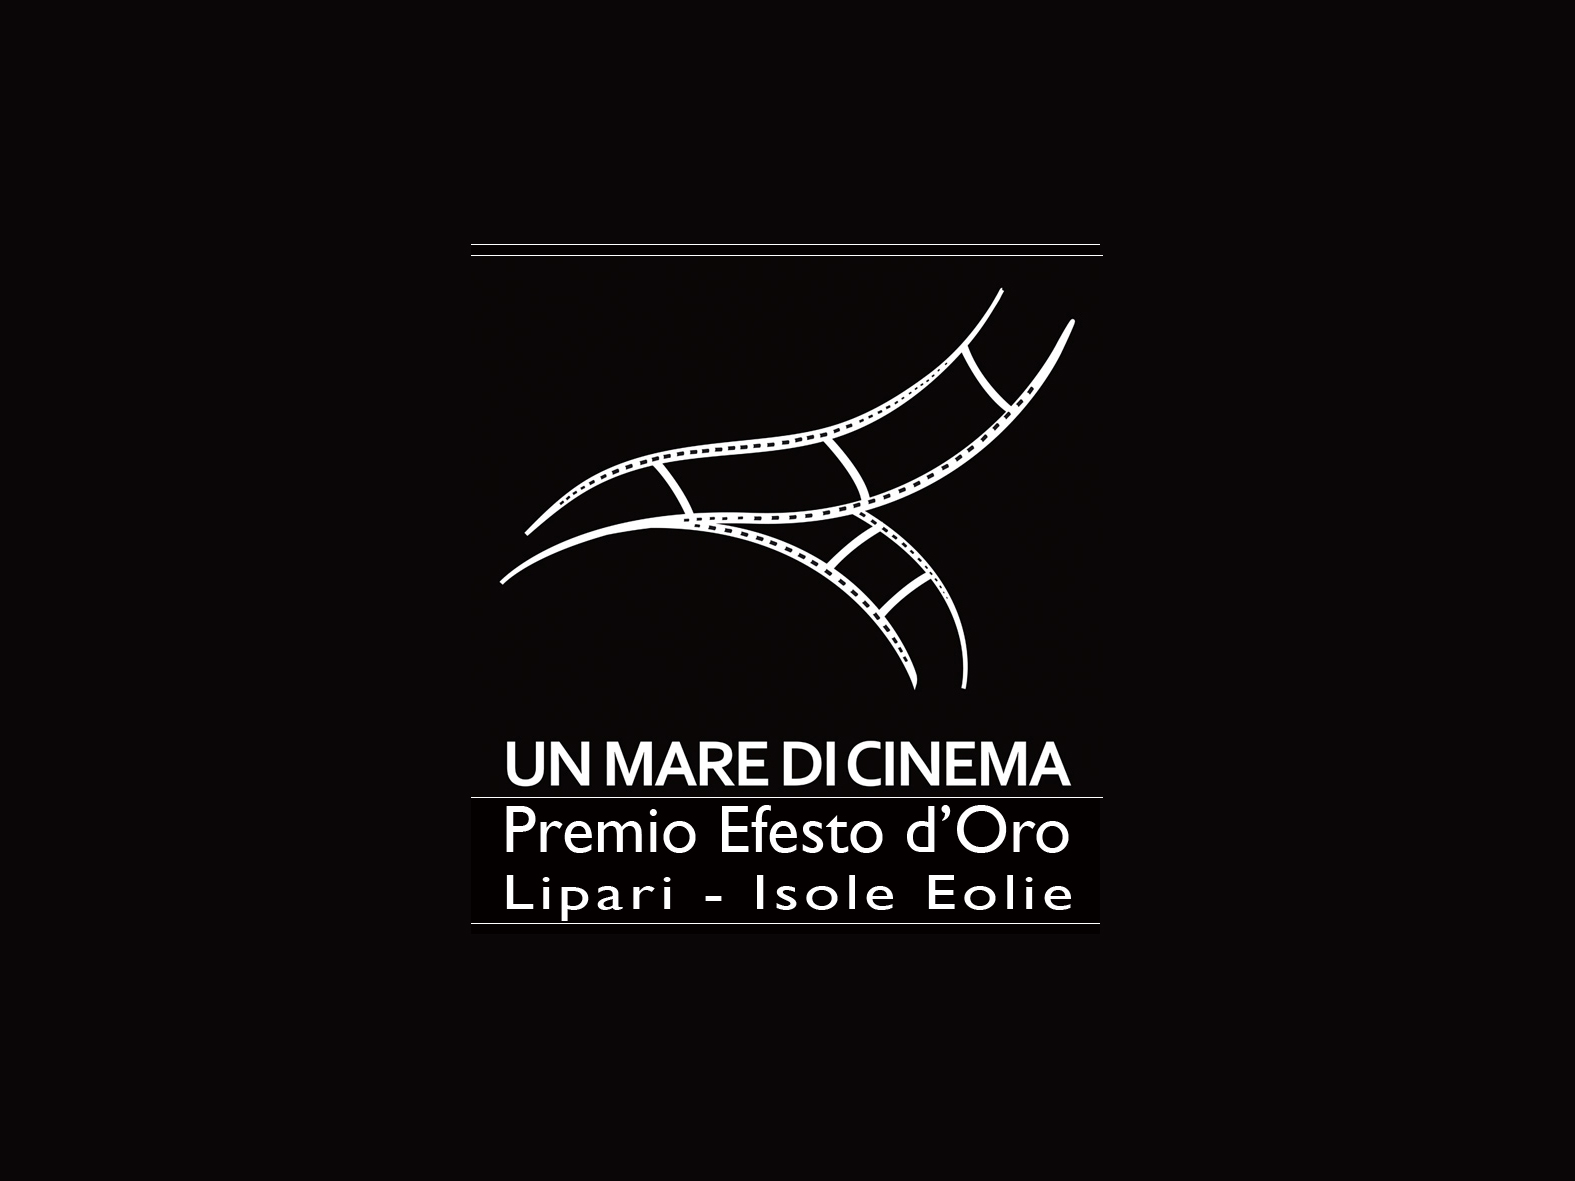 UN MARE DI CINEMA
Premio Efesto d’Oro
Lipari - Isole Eolie